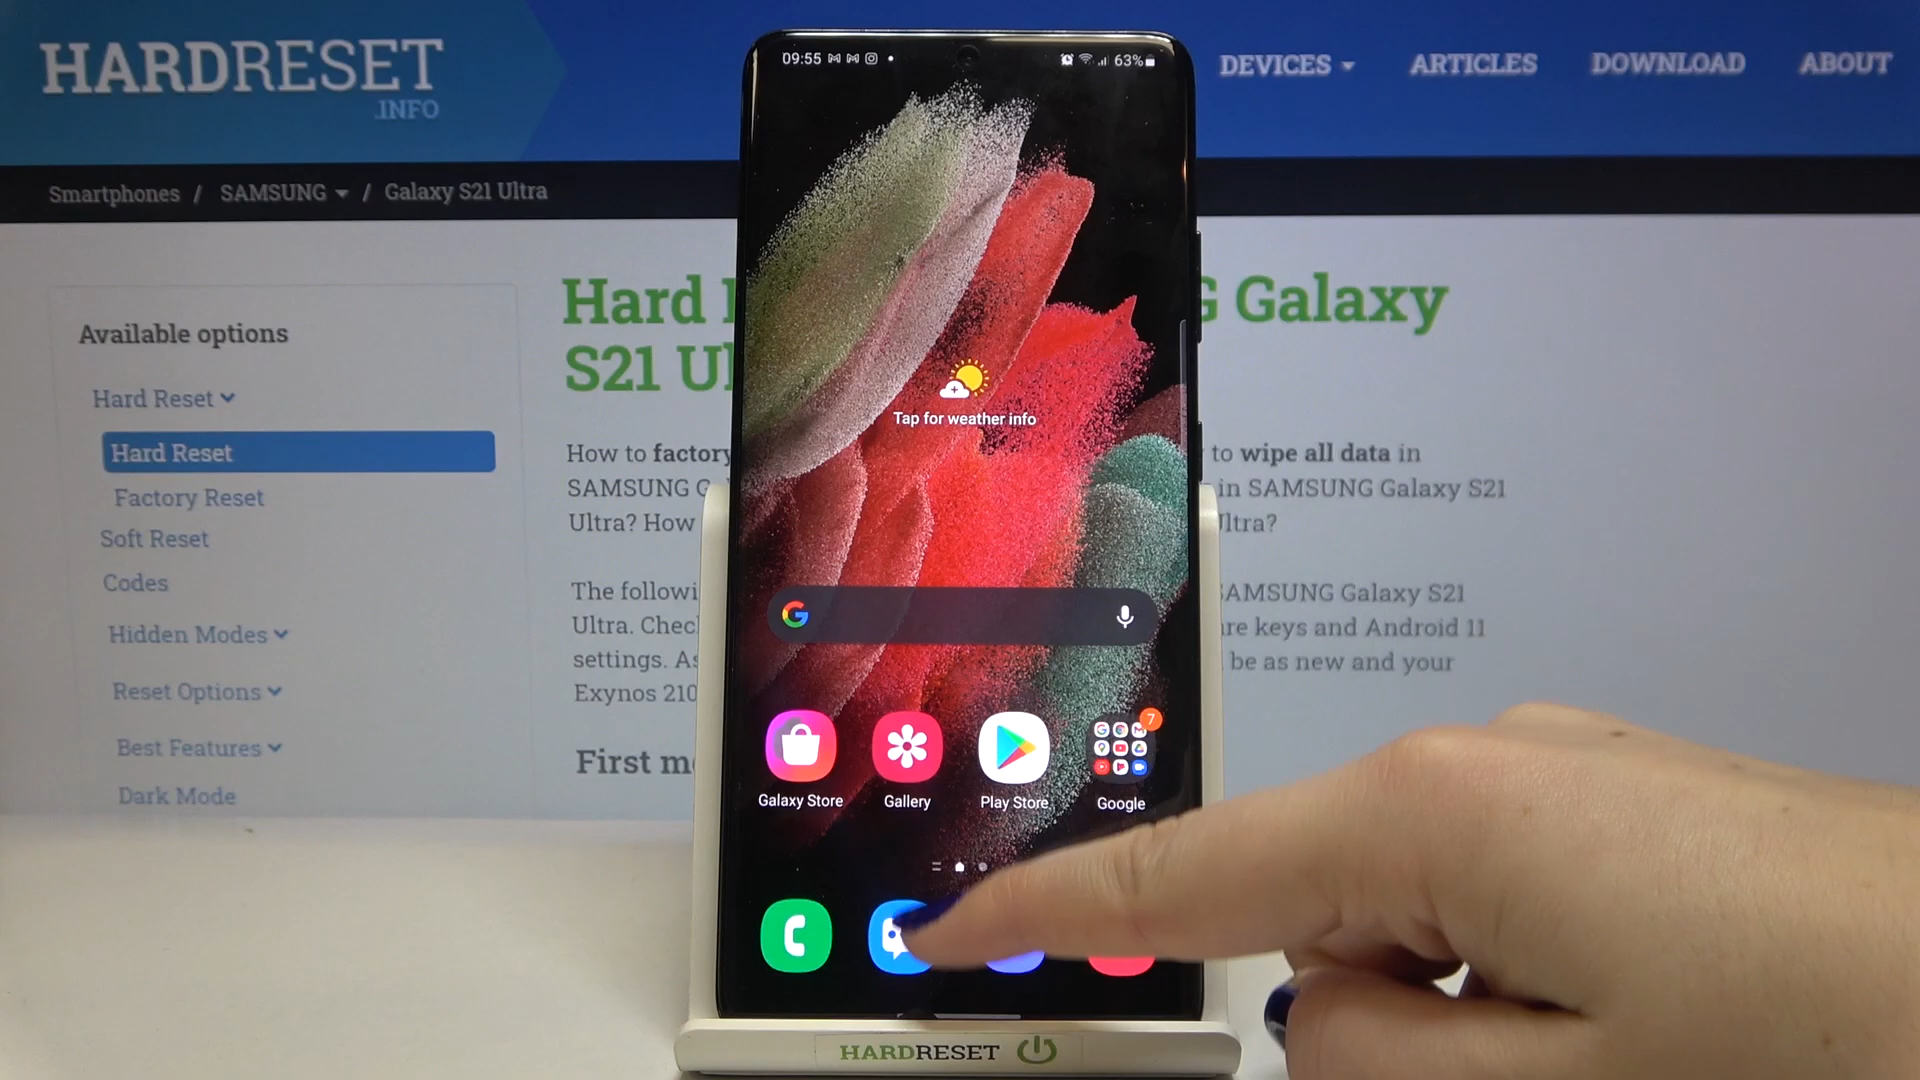 HARDRESET
.INFO
DEVICES
ARTICLES
DOWNLOAD
ABOUT
Smartphones / SAMSUNG / Galaxy S21 Ultra
09:55
63%
Available options
Hard Reset
Hard Reset
Factory Reset
Soft Reset
Codes
Hidden Modes
Reset Options
Best Features
Dark Mode
Hard
G Galaxy
S21 Ul
How to factory
to wipe all data in
SAMSUNG G
in SAMSUNG Galaxy S21
Ultra? How
Ultra?
The followi
SAMSUNG Galaxy S21
Ultra. Chec
re keys and Android 11
settings. As
be as new and your
Exynos 210
First m
Tap for weather info
7
Galaxy Store
Gallery
Play Store
Google
HARDRESET